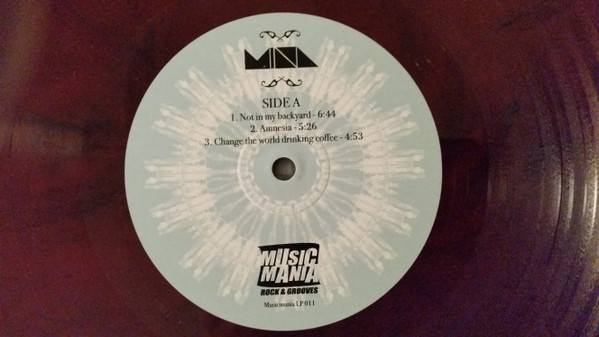 MINA
SIDE A
1. Not in my backyard - 6:44
2. Amnesia - 5:26
3. Change the world drinking coffee - 4:53
MUSIC
MANIA
ROCK & GROOVES
Musicmania LP 011